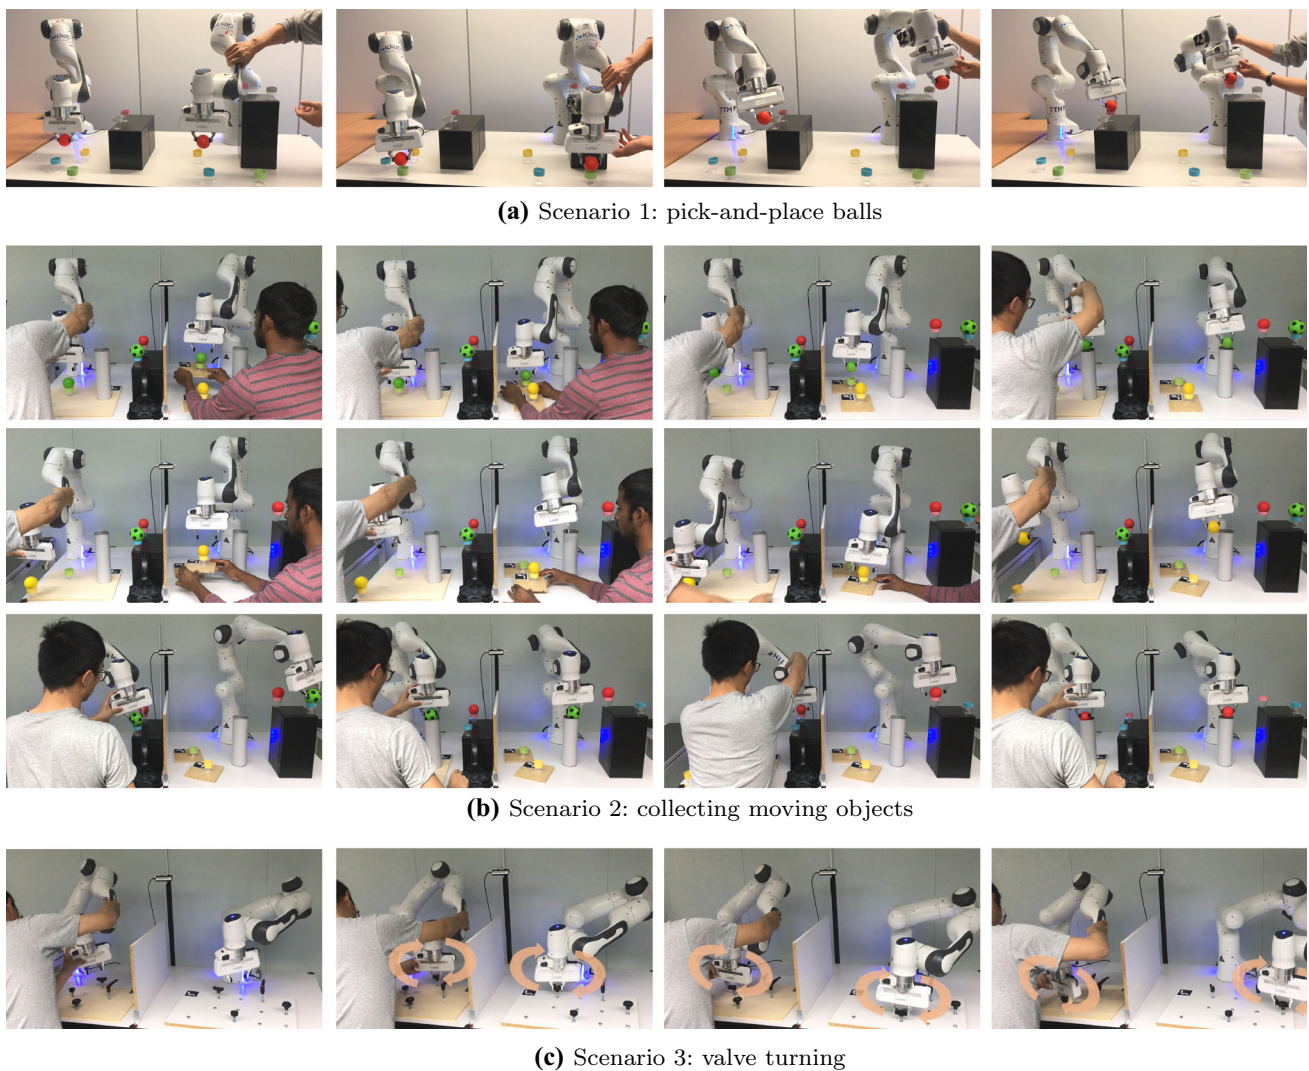 (a) Scenario 1: pick-and-place balls
(b) Scenario 2: collecting moving objects
(c) Scenario 3: valve turning